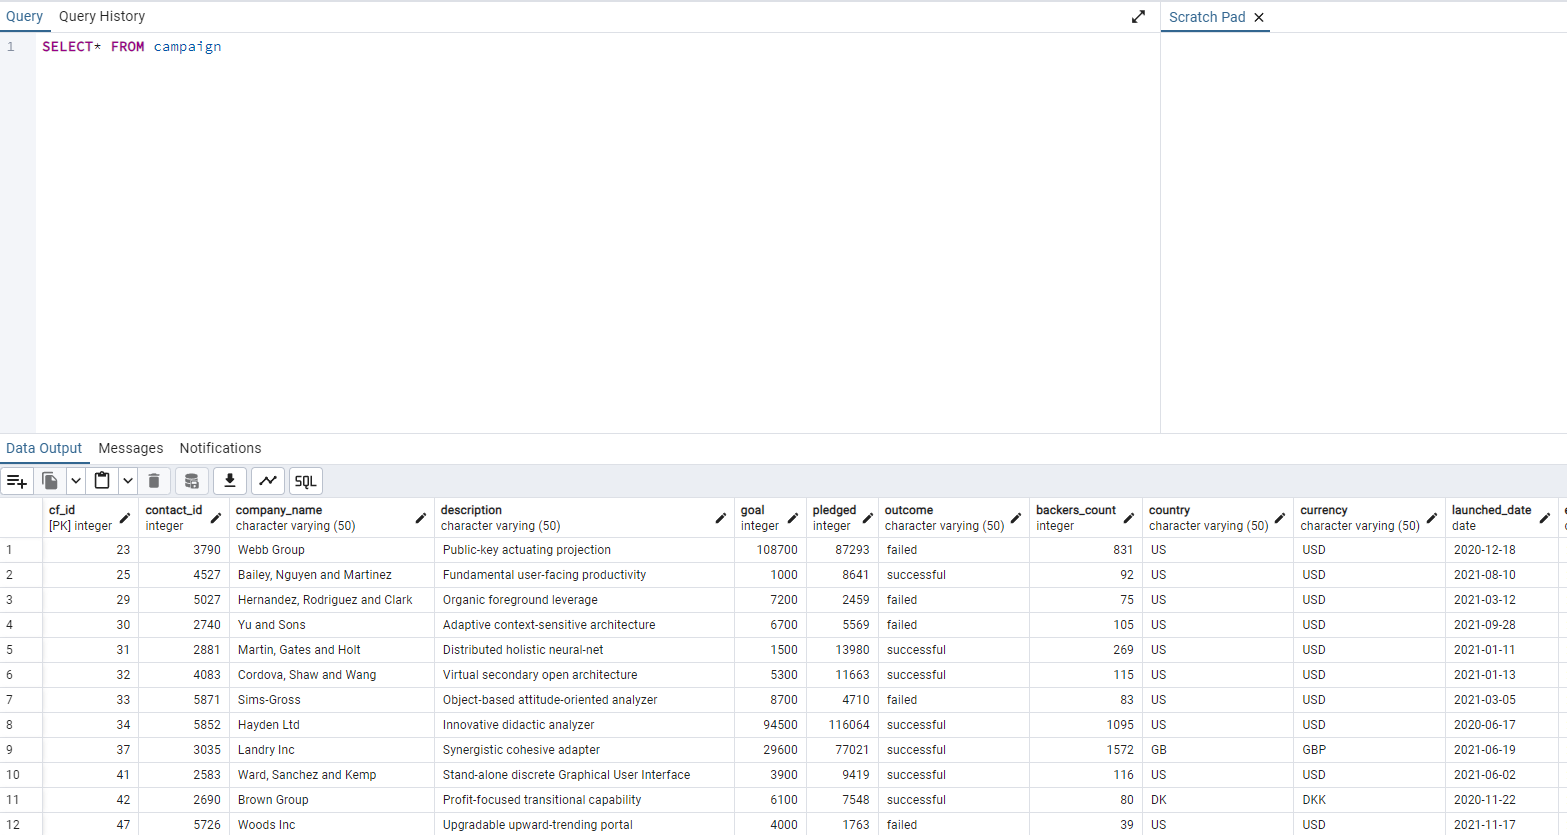 Query Query History Scratch Pad
1 SELECT* FROM campaign
Data Output Messages Notifications
SQL
cf_id contact_id company_name description goal pledged outcome backers_count country currency launched_date
[PK] integer integer character varying (50) character varying (50) integer integer character varying (50) integer character varying (50) character varying (50) date
1 23 3790 Webb Group Public-key actuating projection 108700 87293 failed 831 US USD 2020-12-18
2 25 4527 Bailey, Nguyen and Martinez Fundamental user-facing productivity 1000 8641 successful 92 US USD 2021-08-10
3 29 5027 Hernandez, Rodriguez and Clark Organic foreground leverage 7200 2459 failed 75 US USD 2021-03-12
4 30 2740 Yu and Sons Adaptive context-sensitive architecture 6700 5569 failed 105 US USD 2021-09-28
5 31 2881 Martin, Gates and Holt Distributed holistic neural-net 1500 13980 successful 269 US USD 2021-01-11
6 32 4083 Cordova, Shaw and Wang Virtual secondary open architecture 5300 11663 successful 115 US USD 2021-01-13
7 33 5871 Sims-Gross Object-based attitude-oriented analyzer 8700 4710 failed 83 US USD 2021-03-05
8 34 5852 Hayden Ltd Innovative didactic analyzer 94500 116064 successful 1095 US USD 2020-06-17
9 37 3035 Landry Inc Synergistic cohesive adapter 29600 77021 successful 1572 GB GBP 2021-06-19
10 41 2583 Ward, Sanchez and Kemp Stand-alone discrete Graphical User Interface 3900 9419 successful 116 US USD 2021-06-02
11 42 2690 Brown Group Profit-focused transitional capability 6100 7548 successful 80 DK DKK 2020-11-22
12 47 5726 Woods Inc Upgradable upward-trending portal 4000 1763 failed 39 US USD 2021-11-17